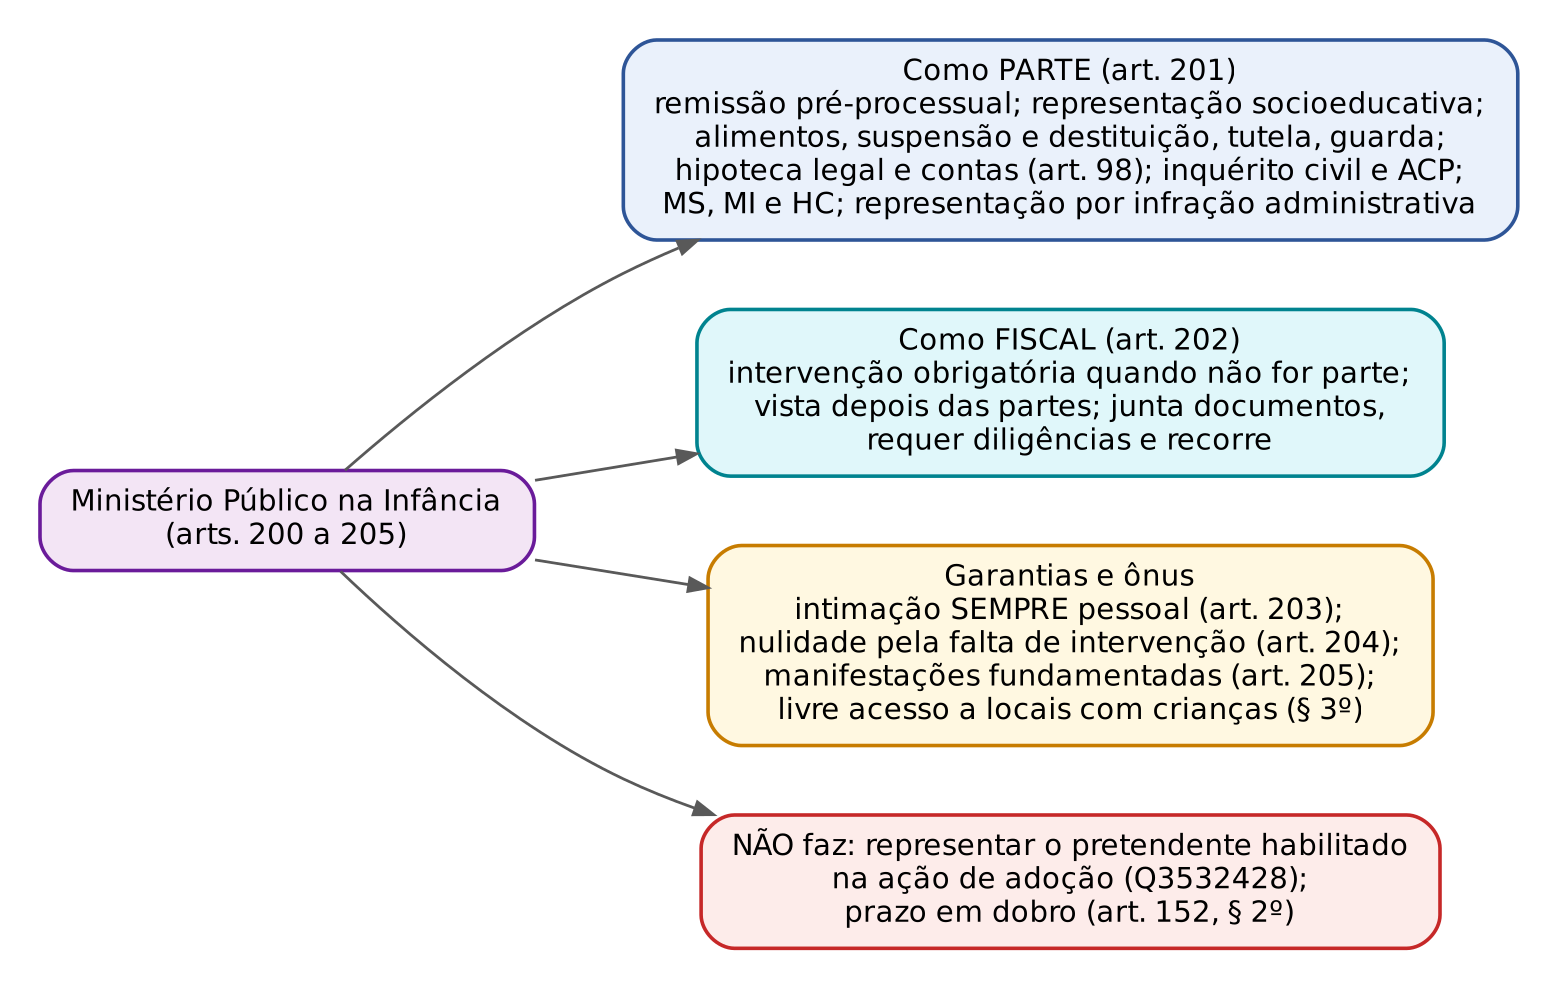 Como PARTE (art. 201)
remissão pré-processual; representação socioeducativa;
alimentos, suspensão e destituição, tutela, guarda;
hipoteca legal e contas (art. 98); inquérito civil e ACP;
MS, MI e HC; representação por infração administrativa
Como FISCAL (art. 202)
intervenção obrigatória quando não for parte;
vista depois das partes; junta documentos,
requer diligências e recorre
Ministério Público na Infância
(arts. 200 a 205)
Garantias e ônus
intimação SEMPRE pessoal (art. 203);
nulidade pela falta de intervenção (art. 204);
manifestações fundamentadas (art. 205);
livre acesso a locais com crianças (§ 3º)
NÃO faz: representar o pretendente habilitado
na ação de adoção (Q3532428);
prazo em dobro (art. 152, § 2º)